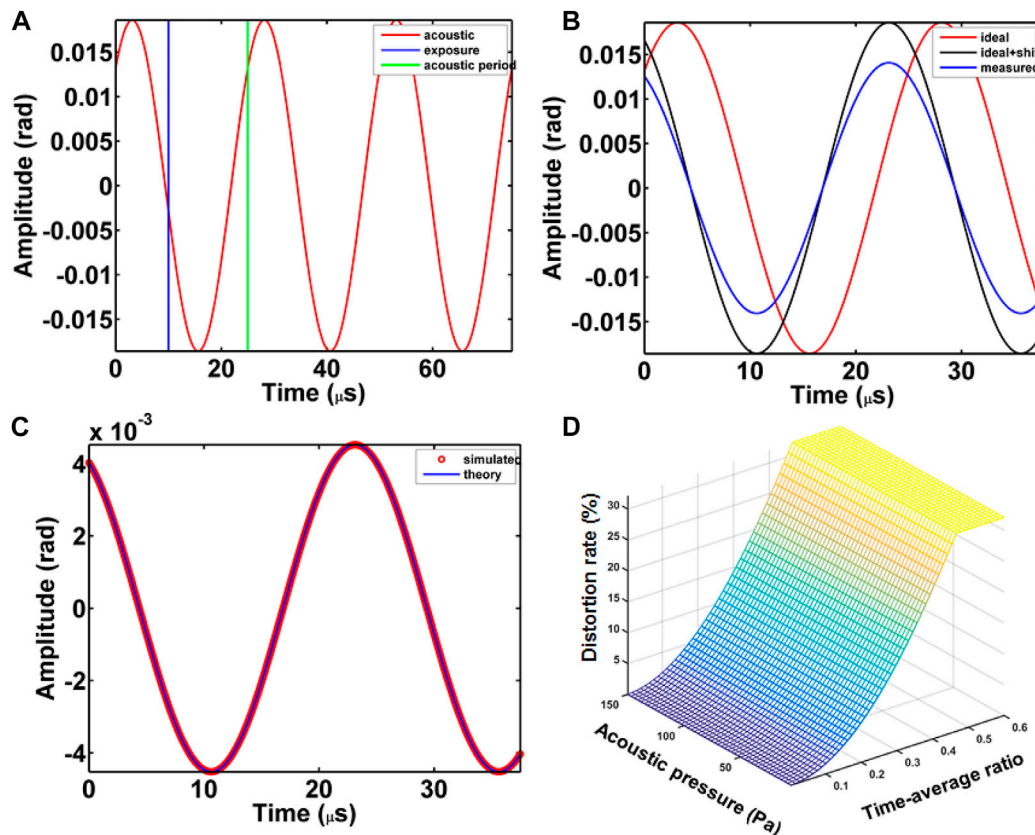 A
acoustic
exposure
acoustic period
0.015
0.01
0.005
0
-0.005
-0.01
-0.015
Amplitude (rad)
0 20 40 60
Time (μs)
B
ideal
ideal+shif
measured
0.015
0.01
0.005
0
-0.005
-0.01
-0.015
Amplitude (rad)
0 10 20 30
Time (μs)
C
x 10-3
simulated
theory
4
2
0
-2
-4
Amplitude (rad)
0 10 20 30
Time (μs)
D
Distortion rate (%)
30
25
20
15
10
5
150
100
50
Acoustic pressure (Pa)
0.1
0.2
0.3
0.4
0.5
0.6
Time-average ratio